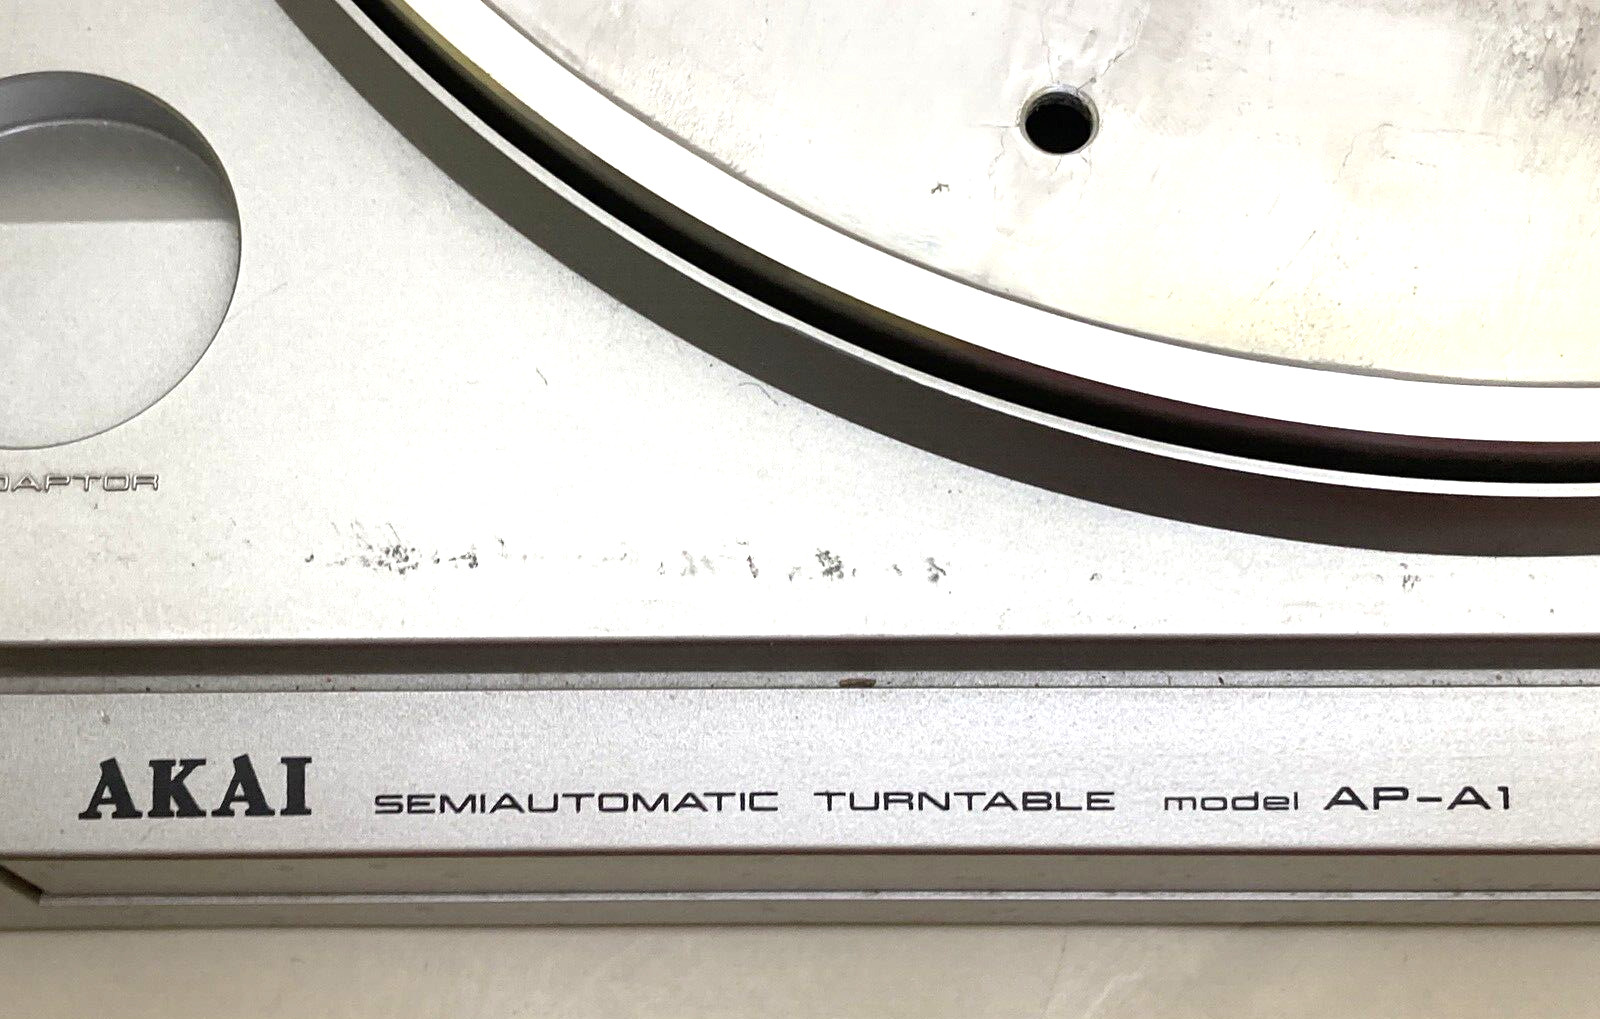 DAPTOR
AKAI SEMIAUTOMATIC TURNTABLE model AP-A1